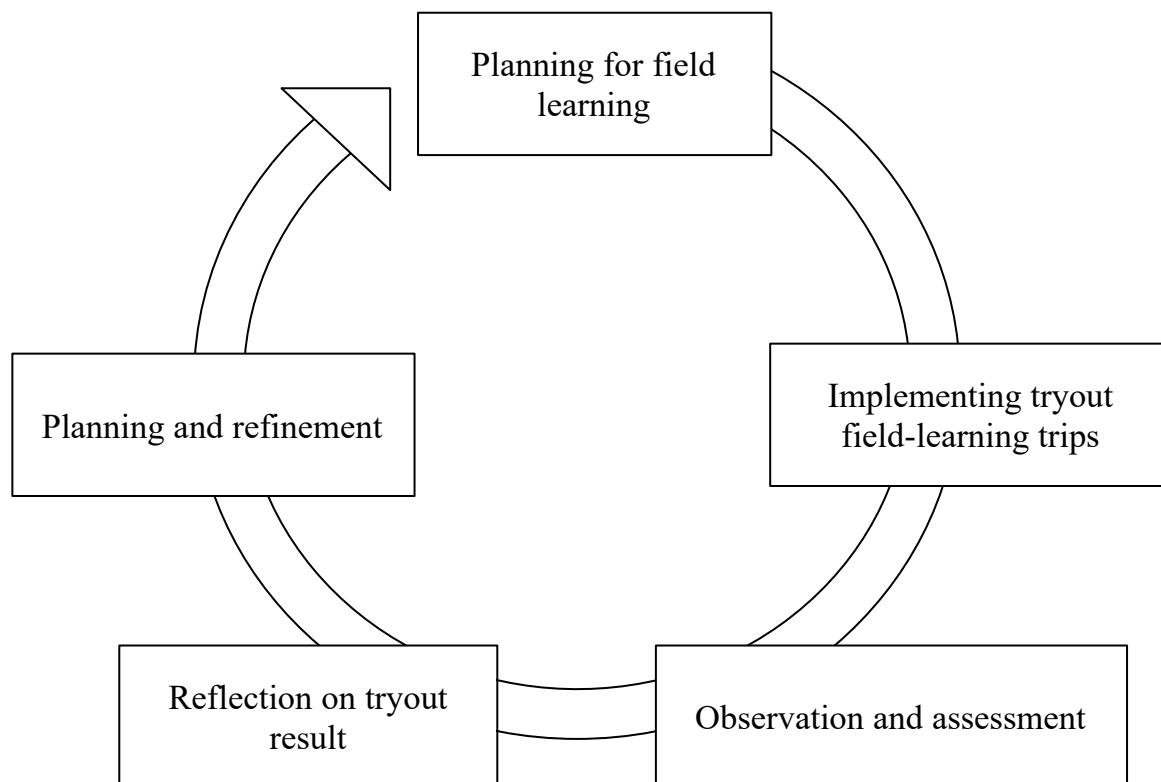 Planning for field
learning
Implementing tryout
field-learning trips
Observation and assessment
Reflection on tryout
result
Planning and refinement